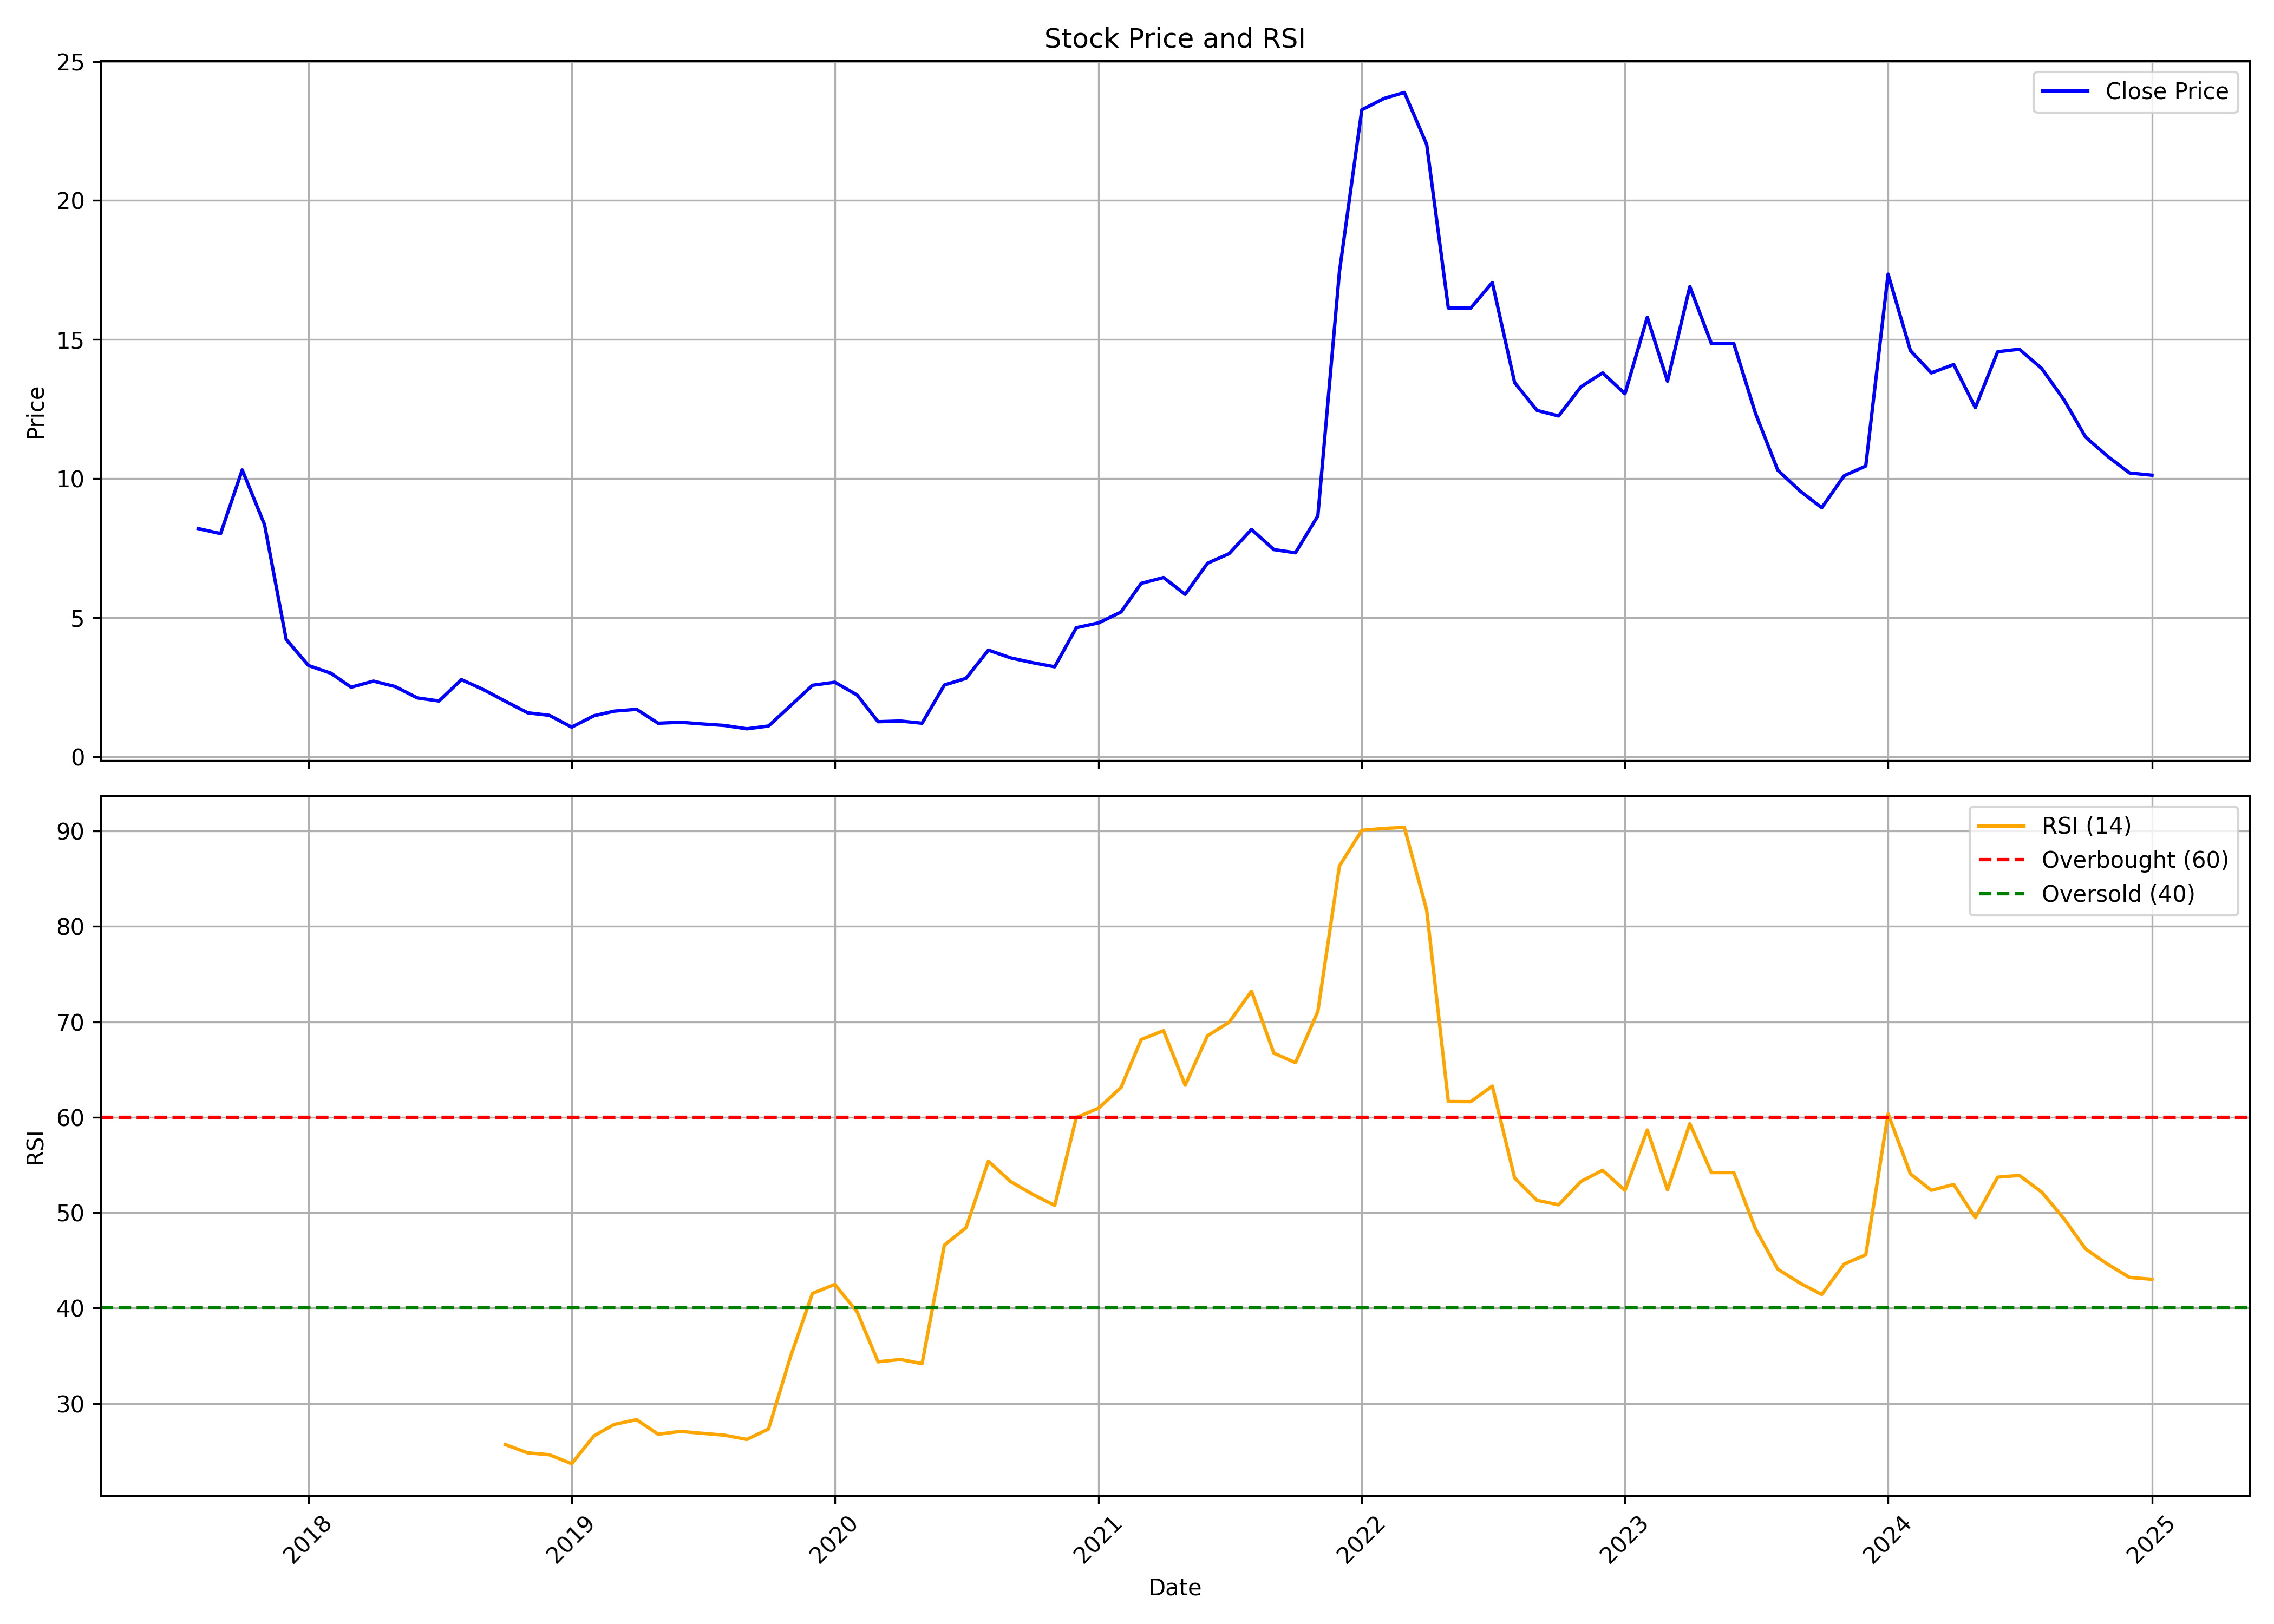 Stock Price and RSI
25
20
15
10
5
0
Price
Close Price
90
80
70
60
50
40
30
RSI
RSI (14)
Overbought (60)
Oversold (40)
2018
2019
2020
2021
2022
2023
2024
2025
Date